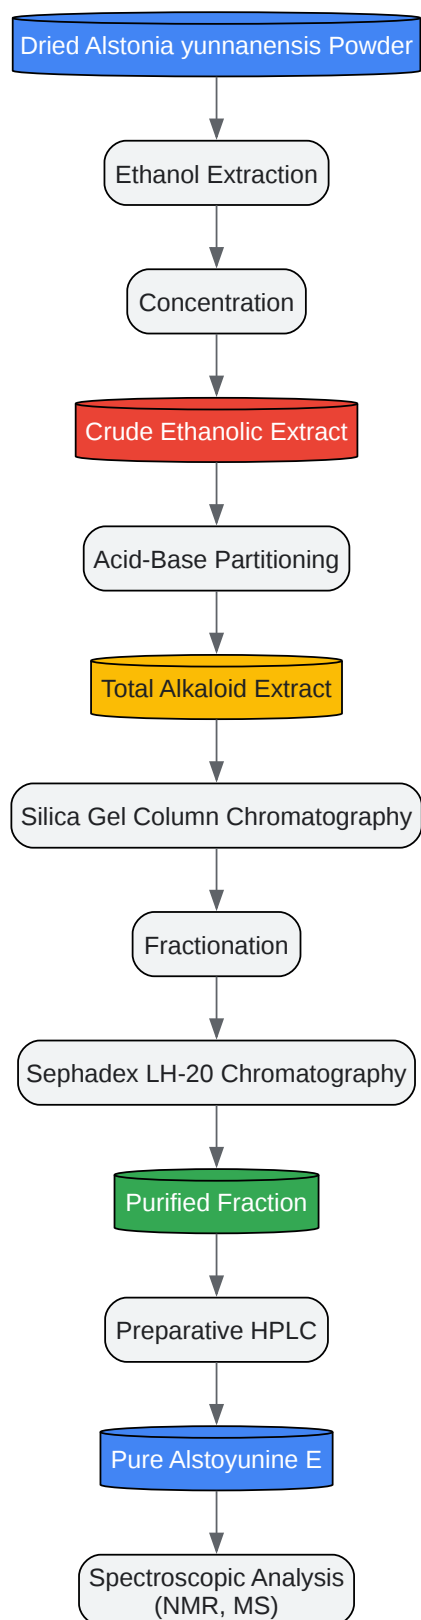 Dried Alstonia yunnanensis Powder
Ethanol Extraction
Concentration
Crude Ethanolic Extract
Acid-Base Partitioning
Total Alkaloid Extract
Silica Gel Column Chromatography
Fractionation
Sephadex LH-20 Chromatography
Purified Fraction
Preparative HPLC
Pure Alstoyunine E
Spectroscopic Analysis
(NMR, MS)